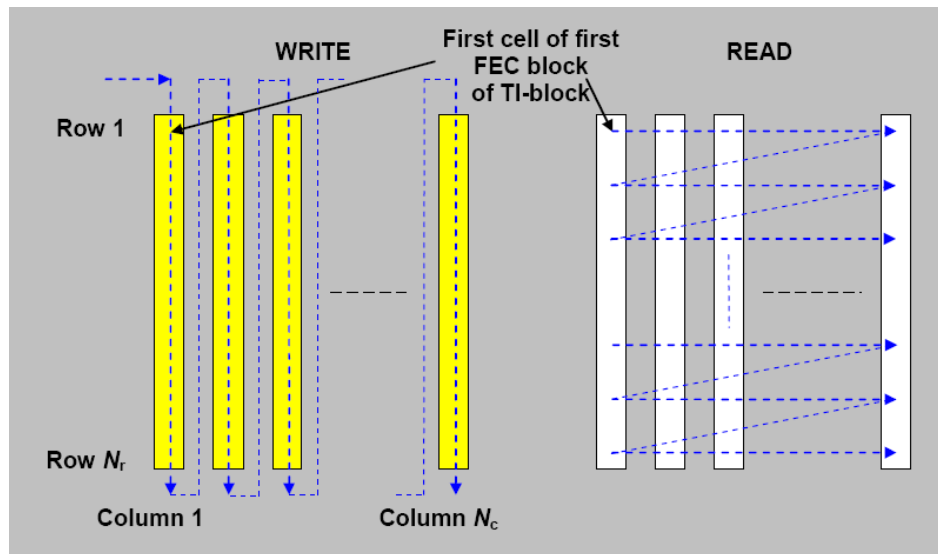 WRITE
First cell of first
FEC block
of TI-block
READ
Row 1
Row Nr
Column 1
Column Nc